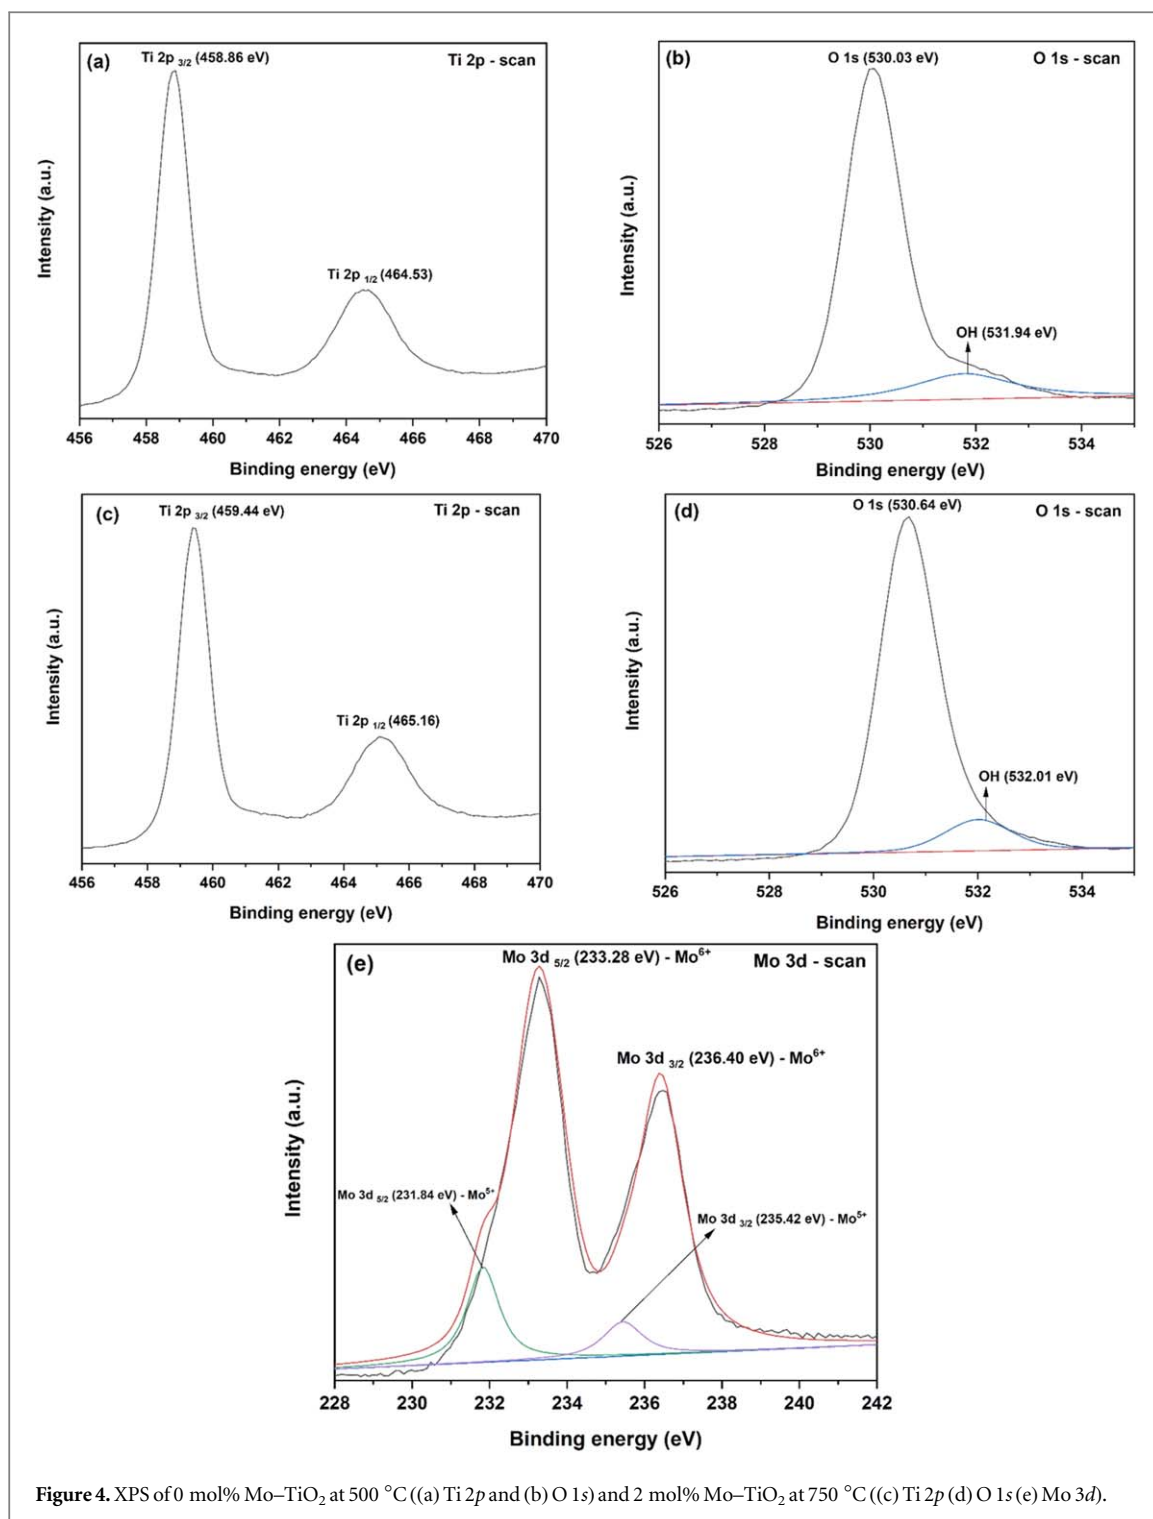 (a) Ti 2p 3/2 (458.86 eV) Ti 2p - scan
Ti 2p 1/2 (464.53)
Intensity (a.u.)
456 458 460 462 464 466 468 470
Binding energy (eV)
(b) O 1s (530.03 eV) O 1s - scan
OH (531.94 eV)
Intensity (a.u.)
526 528 530 532 534
Binding energy (eV)
(c) Ti 2p 3/2 (459.44 eV) Ti 2p - scan
Ti 2p 1/2 (465.16)
Intensity (a.u.)
456 458 460 462 464 466 468 470
Binding energy (eV)
(d) O 1s (530.64 eV) O 1s - scan
OH (532.01 eV)
Intensity (a.u.)
526 528 530 532 534
Binding energy (eV)
(e) Mo 3d 5/2 (233.28 eV) - Mo⁶⁺ Mo 3d - scan
Mo 3d 3/2 (236.40 eV) - Mo⁶⁺
Mo 3d 5/2 (231.84 eV) - Mo⁵⁺
Mo 3d 3/2 (235.42 eV) - Mo⁵⁺
Intensity (a.u.)
228 230 232 234 236 238 240 242
Binding energy (eV)
Figure 4. XPS of 0 mol% Mo–TiO₂ at 500 °C ((a) Ti 2p and (b) O 1s) and 2 mol% Mo–TiO₂ at 750 °C ((c) Ti 2p (d) O 1s (e) Mo 3d).